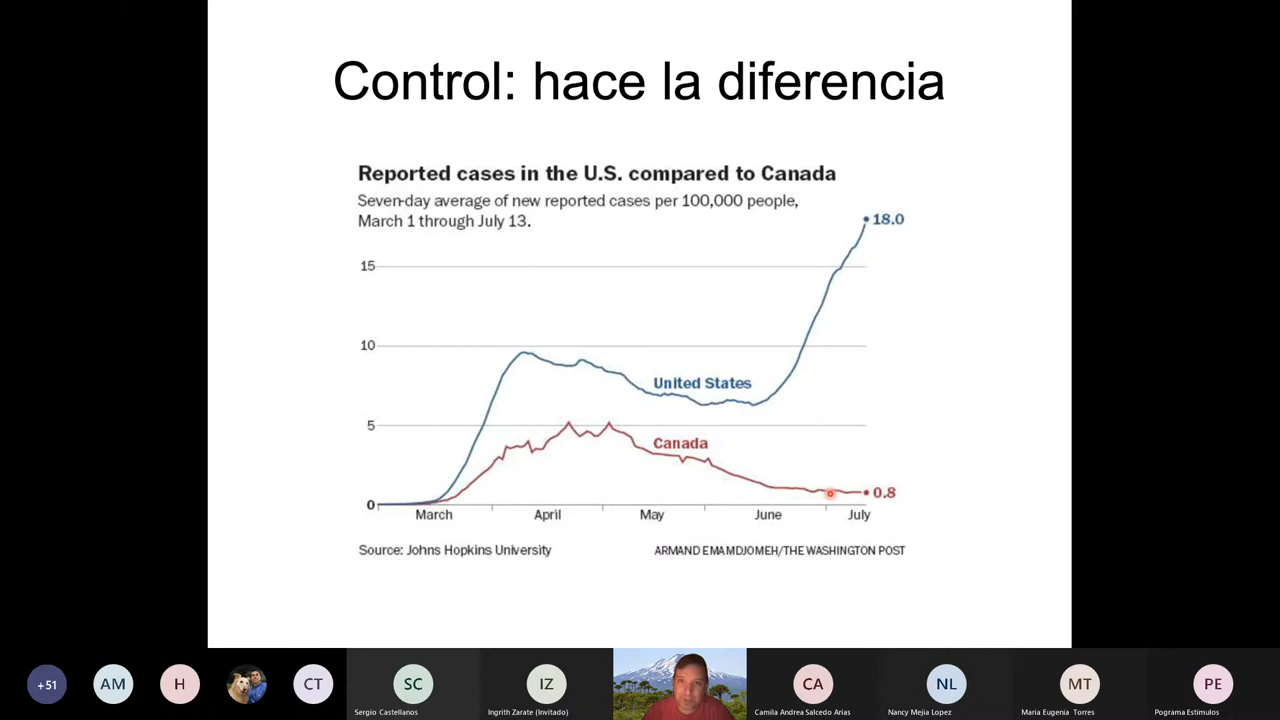 Control: hace la diferencia
Reported cases in the U.S. compared to Canada
Seven-day average of new reported cases per 100,000 people,
March 1 through July 13.
18.0
15
10
United States
5
Canada
0.8
0
March April May June July
Source: Johns Hopkins University
ARMAND EMAMDJOMEH/THE WASHINGTON POST
+51 AM H CT SC IZ CA NL MT PE
Sergio Castellanos
Ingrith Zarate (Invitado)
Camila Andrea Salcedo Arias
Nancy Mejia Lopez
Maria Eugenia Torres
Pograma Estimulos